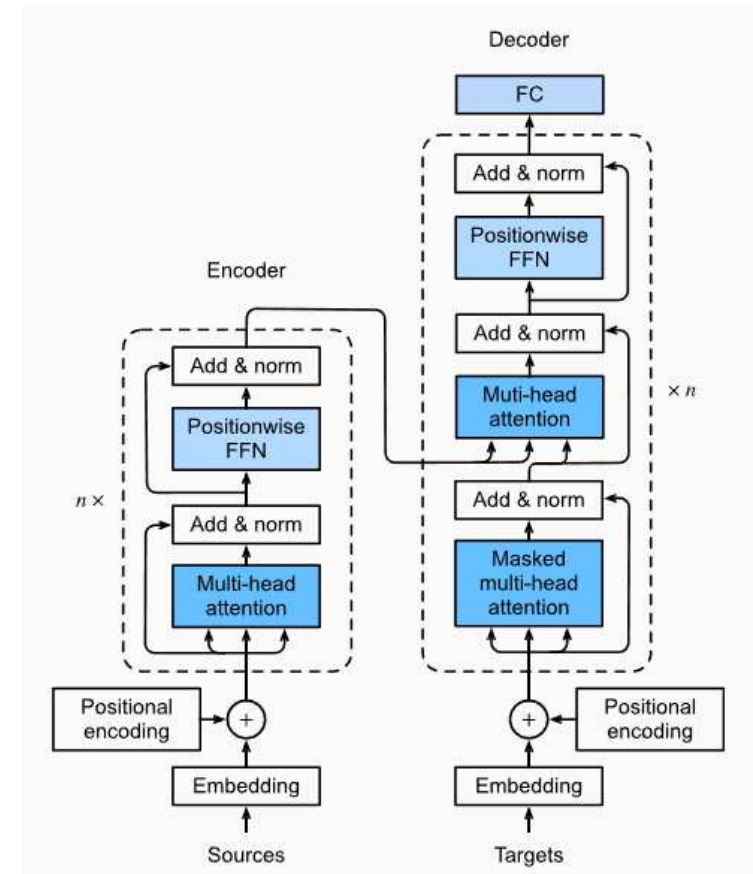 Decoder
FC
Add & norm
Positionwise
FFN
Encoder
Add & norm
Add & norm
Muti-head
attention
× n
Positionwise
FFN
n ×
Add & norm
Add & norm
Multi-head
attention
Masked
multi-head
attention
Positional
encoding
+
+
Positional
encoding
Embedding
Embedding
Sources
Targets